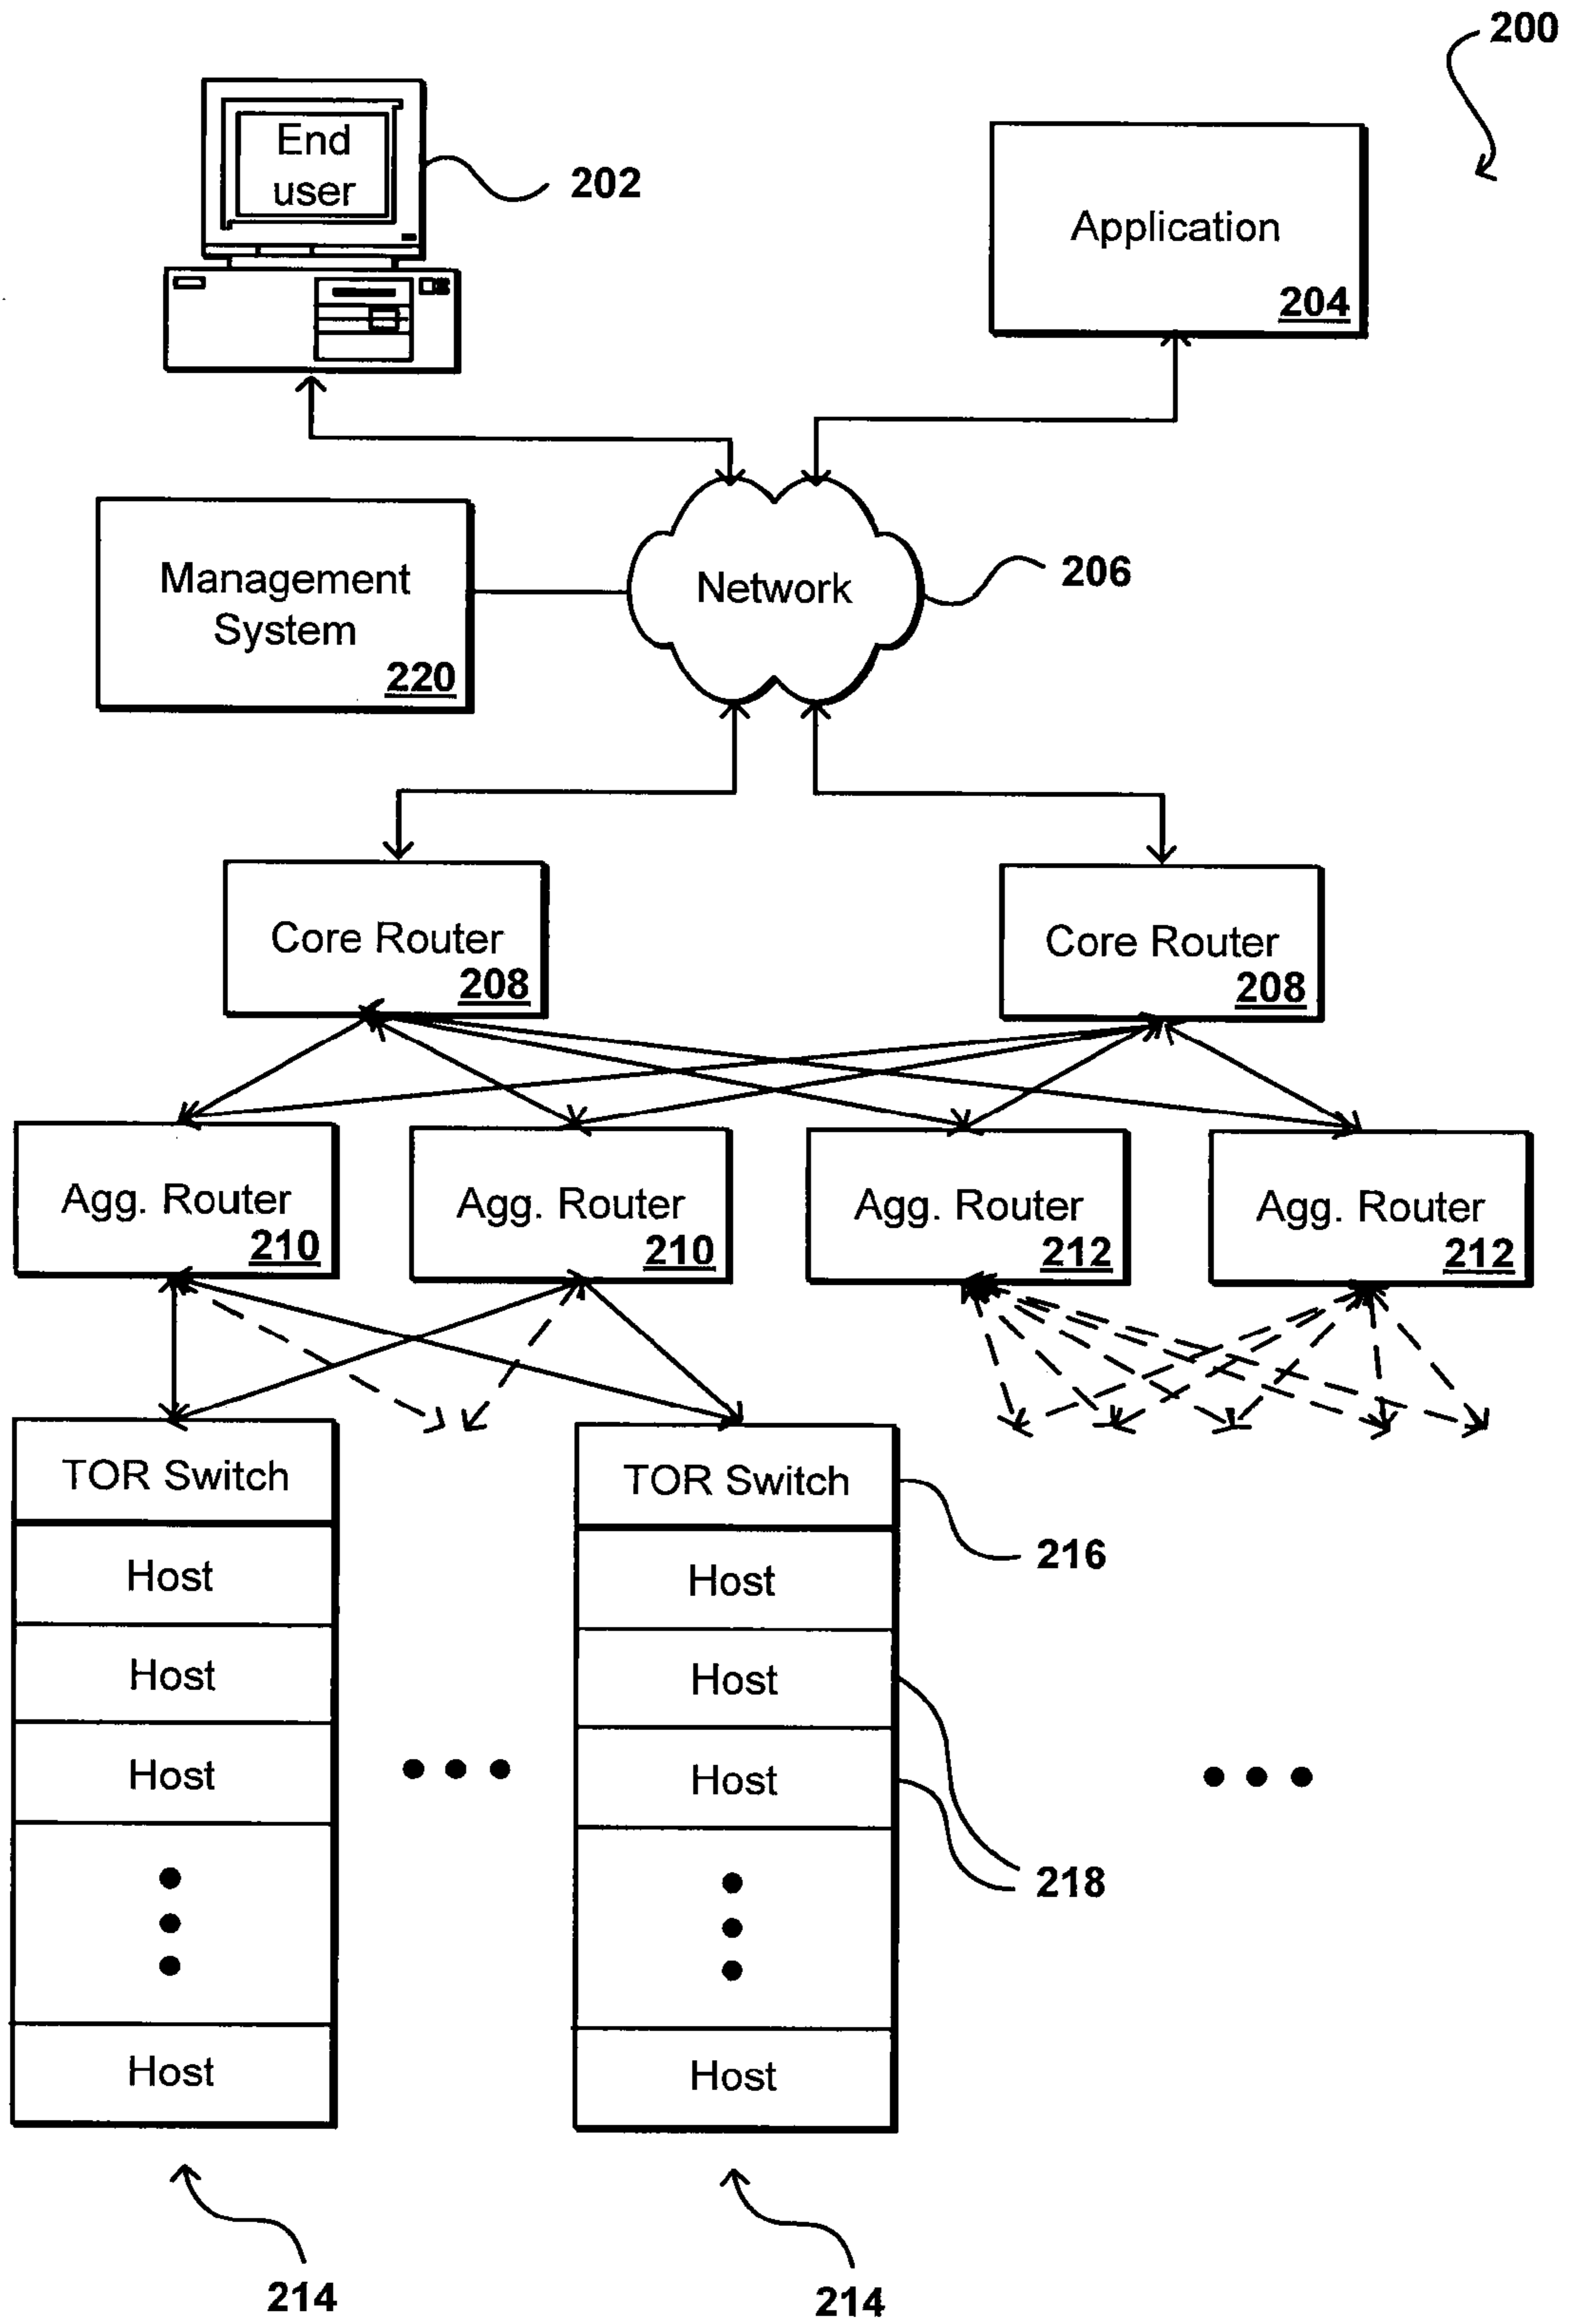 200
End
user
202
Application
204
Management
System
220
Network
206
Core Router
208
Core Router
208
Agg. Router
210
Agg. Router
210
Agg. Router
212
Agg. Router
212
TOR Switch
Host
Host
Host
Host
TOR Switch
Host
Host
Host
Host
216
218
214
214